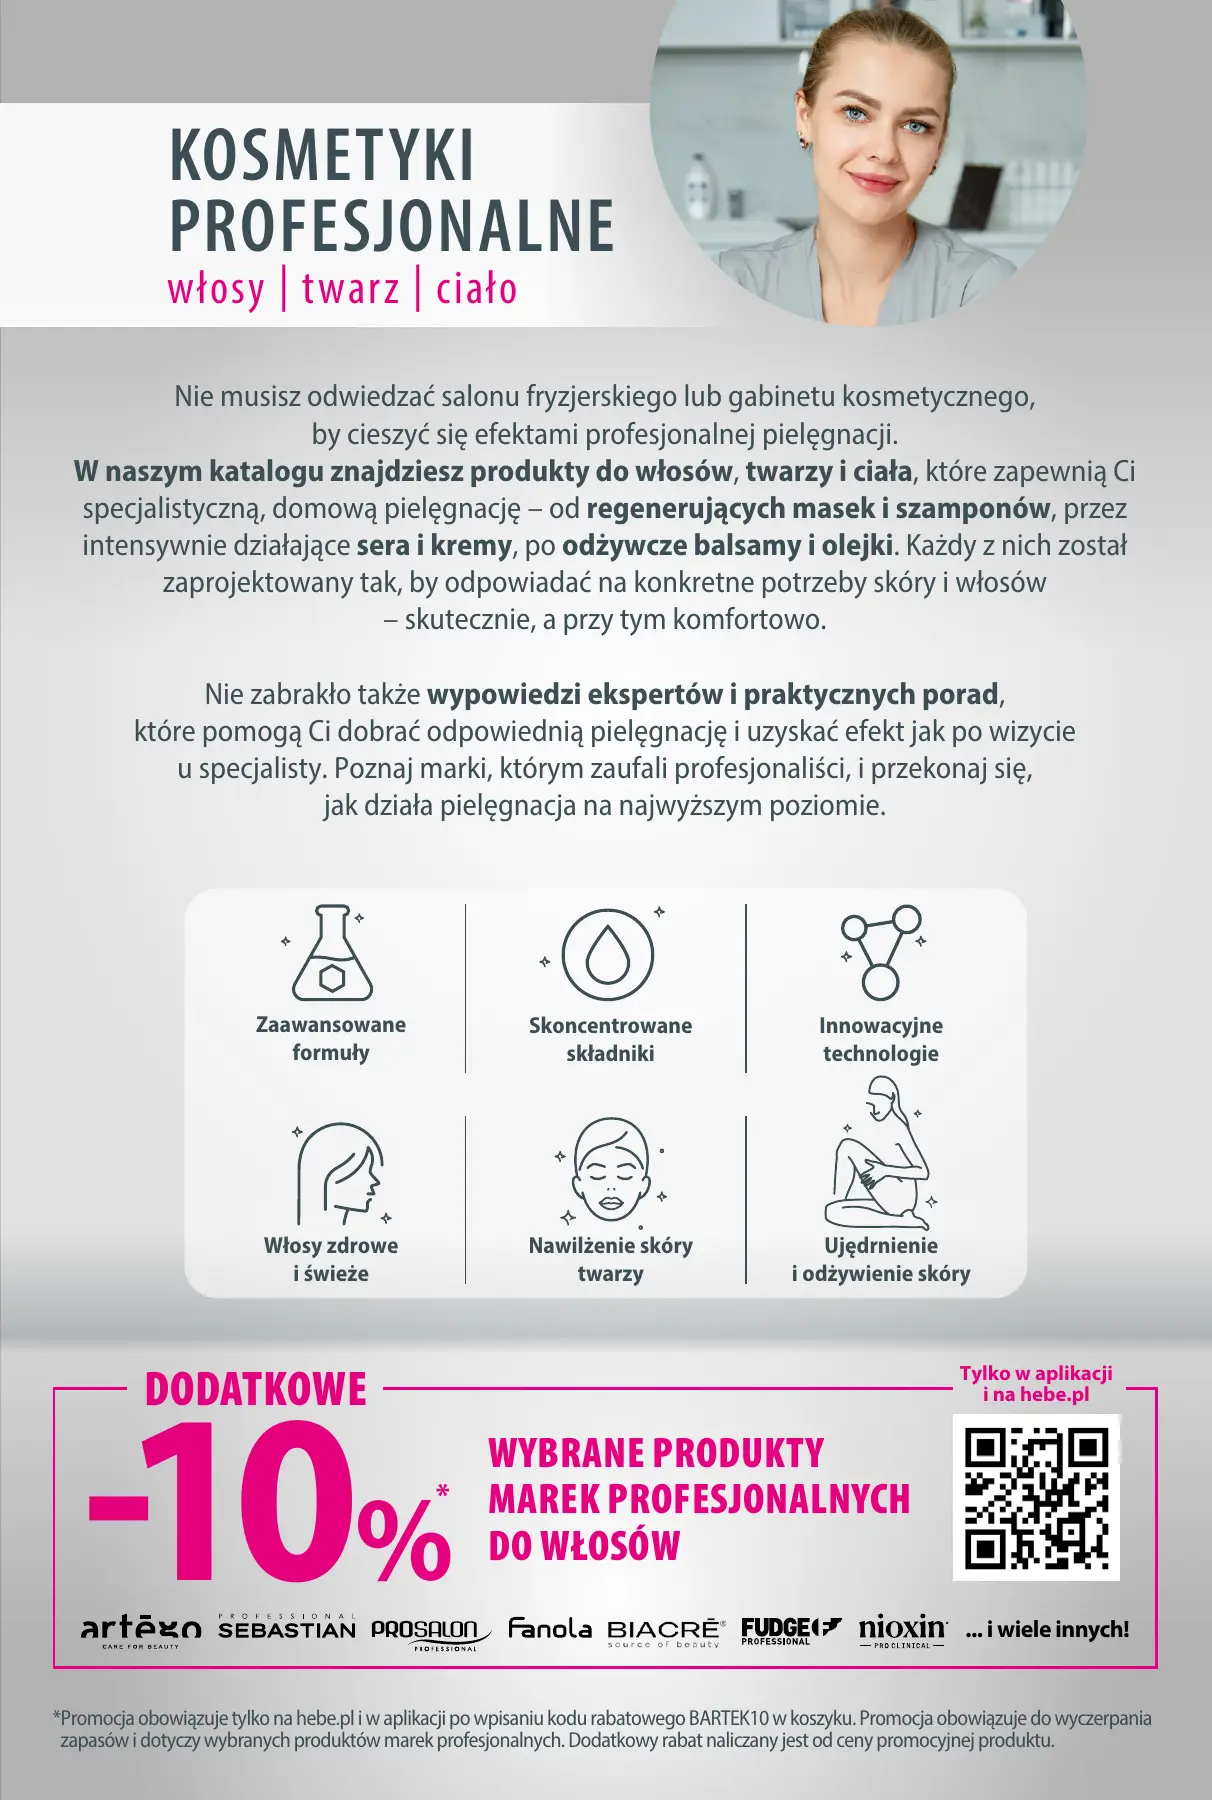 KOSMETYKI
PROFESJONALNE
włosy | twarz | ciało
Nie musisz odwiedzać salonu fryzjerskiego lub gabinetu kosmetycznego,
by cieszyć się efektami profesjonalnej pielęgnacji.
W naszym katalogu znajdziesz produkty do włosów, twarzy i ciała, które zapewnią Ci
specjalistyczną, domową pielęgnację – od regenerujących masek i szamponów, przez
intensywnie działające sera i kremy, po odżywcze balsamy i olejki. Każdy z nich został
zaprojektowany tak, by odpowiadać na konkretne potrzeby skóry i włosów
– skutecznie, a przy tym komfortowo.
Nie zabrakło także wypowiedzi ekspertów i praktycznych porad,
które pomogą Ci dobrać odpowiednią pielęgnację i uzyskać efekt jak po wizycie
u specjalisty. Poznaj marki, którym zaufali profesjonaliści, i przekonaj się,
jak działa pielęgnacja na najwyższym poziomie.
Zaawansowane
formuły
Skoncentrowane
składniki
Innowacyjne
technologie
Włosy zdrowe
i świeże
Nawilżenie skóry
twarzy
Ujędrnienie
i odżywienie skóry
DODATKOWE
-10%*
WYBRANE PRODUKTY
MAREK PROFESJONALNYCH
DO WŁOSÓW
Tylko w aplikacji
i na hebe.pl
artègo
CARE FOR BEAUTY
PROFESSIONAL
SEBASTIAN
PROSALON
PROFESSIONAL
Fanola
BIACRĒ®
source of beauty
FUDGE
PROFESSIONAL
nioxin
PRO CLINICAL
... i wiele innych!
*Promocja obowiązuje tylko na hebe.pl i w aplikacji po wpisaniu kodu rabatowego BARTEK10 w koszyku. Promocja obowiązuje do wyczerpania
zapasów i dotyczy wybranych produktów marek profesjonalnych. Dodatkowy rabat naliczany jest od ceny promocyjnej produktu.